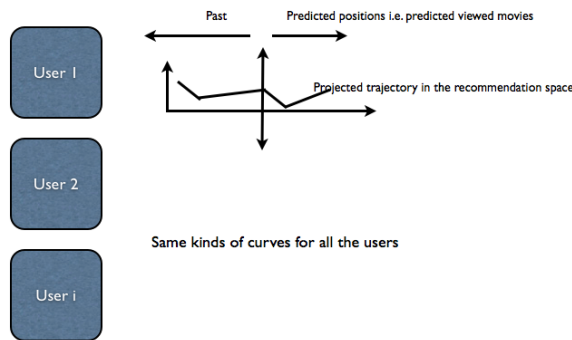 Past
Predicted positions i.e. predicted viewed movies
User 1
Projected trajectory in the recommendation space
User 2
Same kinds of curves for all the users
User i